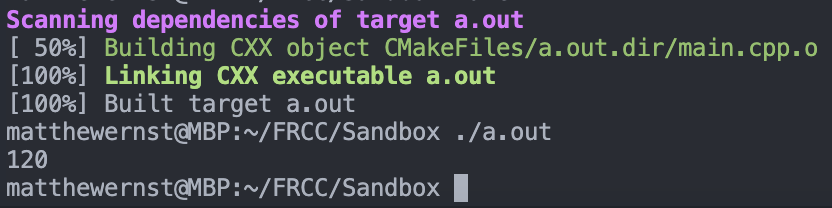 Scanning dependencies of target a.out
[ 50%] Building CXX object CMakeFiles/a.out.dir/main.cpp.o
[100%] Linking CXX executable a.out
[100%] Built target a.out
matthewernst@MBP:~/FRCC/Sandbox ./a.out
120
matthewernst@MBP:~/FRCC/Sandbox